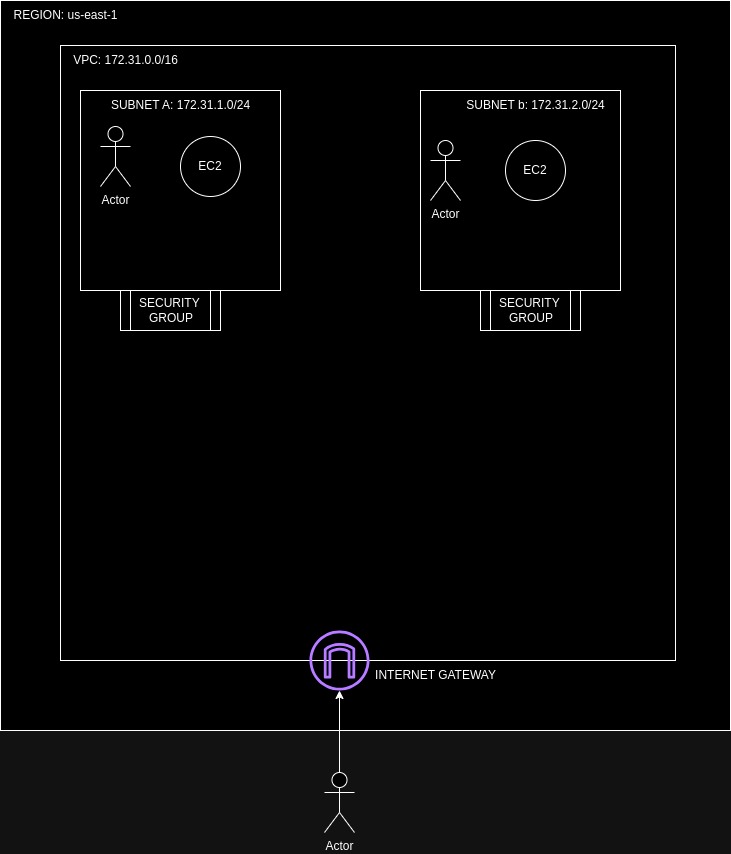 REGION: us-east-1
VPC: 172.31.0.0/16
SUBNET A: 172.31.1.0/24
SUBNET b: 172.31.2.0/24
EC2
EC2
Actor
Actor
SECURITY
GROUP
SECURITY
GROUP
INTERNET GATEWAY
Actor